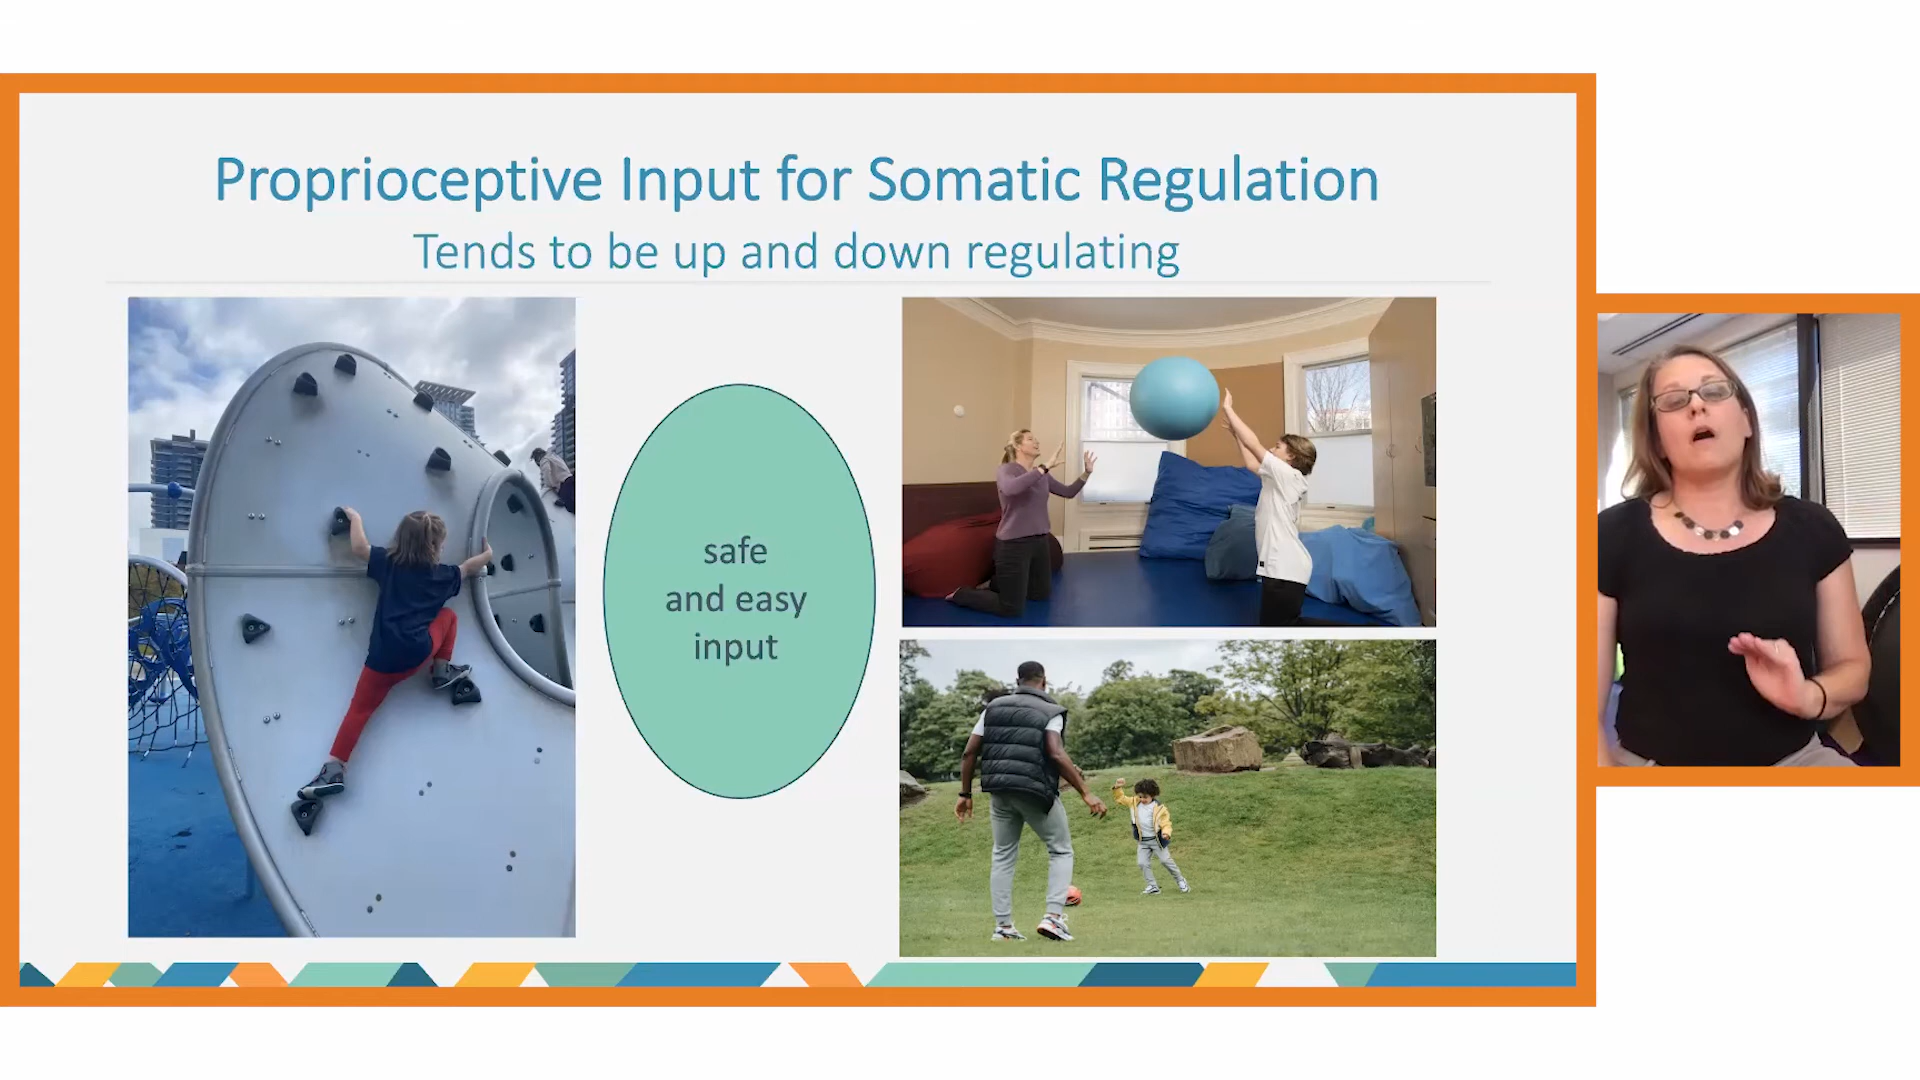 Proprioceptive Input for Somatic Regulation
Tends to be up and down regulating
safe
and easy
input